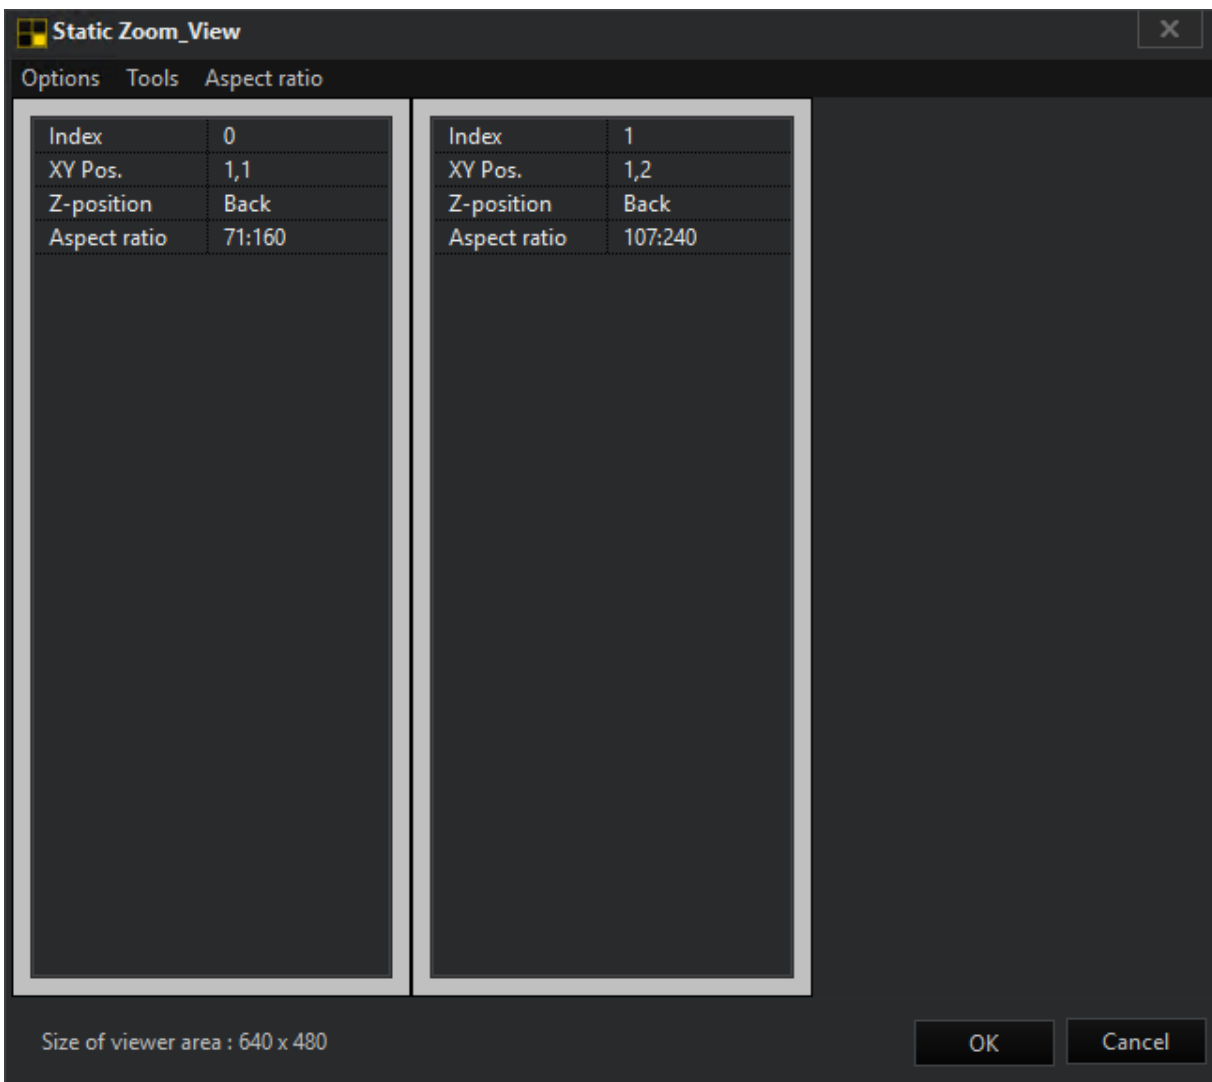 Static Zoom_View
Options Tools Aspect ratio
Index 0
XY Pos. 1,1
Z-position Back
Aspect ratio 71:160
Index 1
XY Pos. 1,2
Z-position Back
Aspect ratio 107:240
Size of viewer area : 640 x 480
OK Cancel